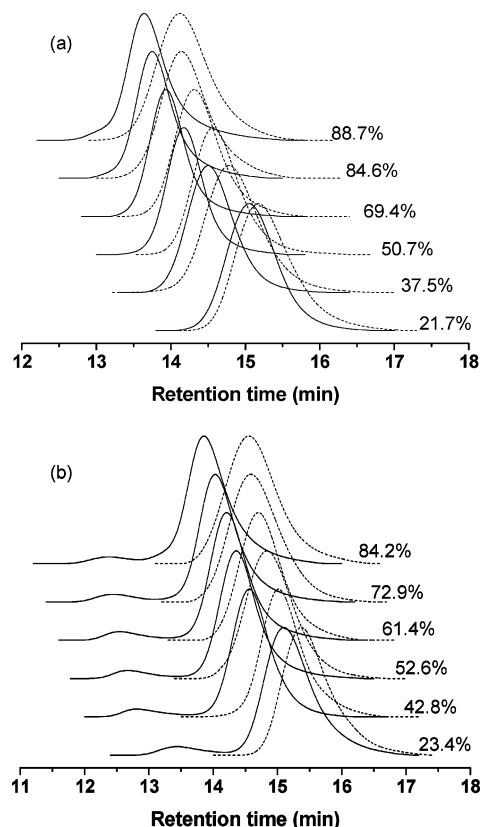 (a)
88.7%
84.6%
69.4%
50.7%
37.5%
21.7%
12 13 14 15 16 17 18
Retention time (min)
(b)
84.2%
72.9%
61.4%
52.6%
42.8%
23.4%
11 12 13 14 15 16 17 18
Retention time (min)